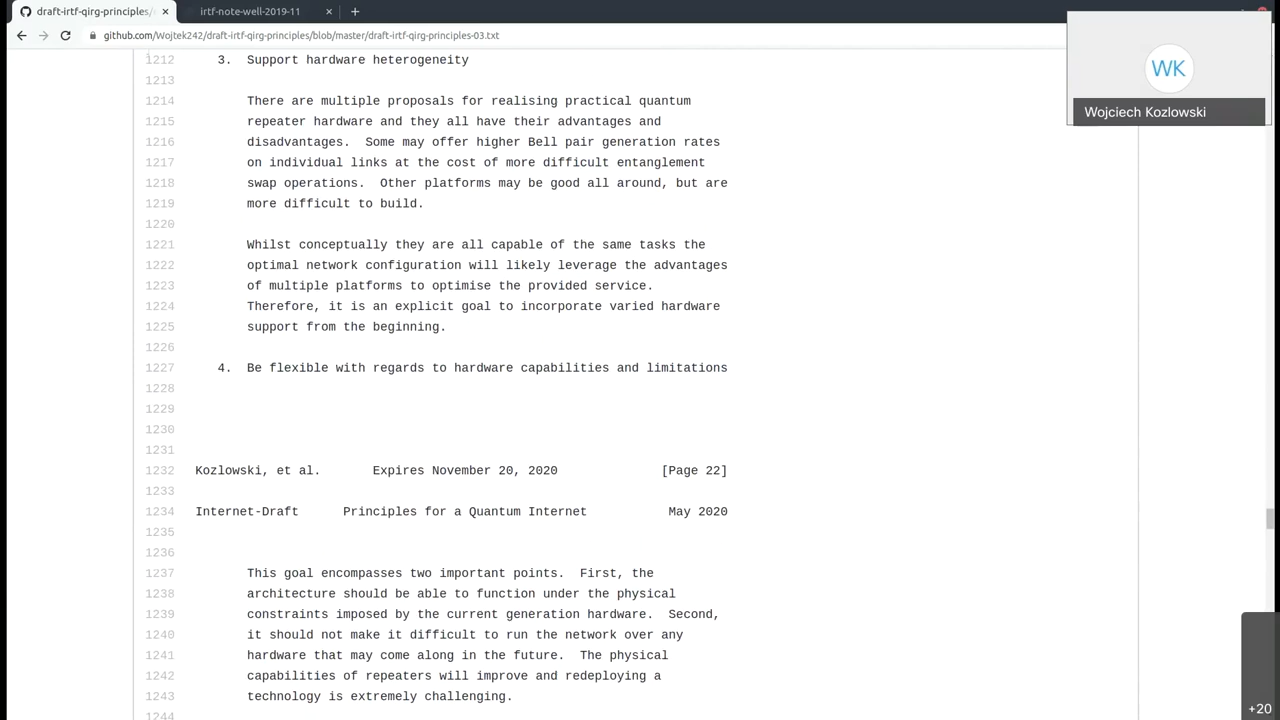 draft-irtf-qirg-principles/
irtf-note-well-2019-11
github.com/Wojtek242/draft-irtf-qirg-principles/blob/master/draft-irtf-qirg-principles-03.txt
WK
Wojciech Kozlowski
1212 3. Support hardware heterogeneity
1213
1214 There are multiple proposals for realising practical quantum
1215 repeater hardware and they all have their advantages and
1216 disadvantages. Some may offer higher Bell pair generation rates
1217 on individual links at the cost of more difficult entanglement
1218 swap operations. Other platforms may be good all around, but are
1219 more difficult to build.
1220
1221 Whilst conceptually they are all capable of the same tasks the
1222 optimal network configuration will likely leverage the advantages
1223 of multiple platforms to optimise the provided service.
1224 Therefore, it is an explicit goal to incorporate varied hardware
1225 support from the beginning.
1226
1227 4. Be flexible with regards to hardware capabilities and limitations
1228
1229
1230
1231
1232 Kozlowski, et al. Expires November 20, 2020 [Page 22]
1233
1234 Internet-Draft Principles for a Quantum Internet May 2020
1235
1236
1237 This goal encompasses two important points. First, the
1238 architecture should be able to function under the physical
1239 constraints imposed by the current generation hardware. Second,
1240 it should not make it difficult to run the network over any
1241 hardware that may come along in the future. The physical
1242 capabilities of repeaters will improve and redeploying a
1243 technology is extremely challenging.
1244
+20